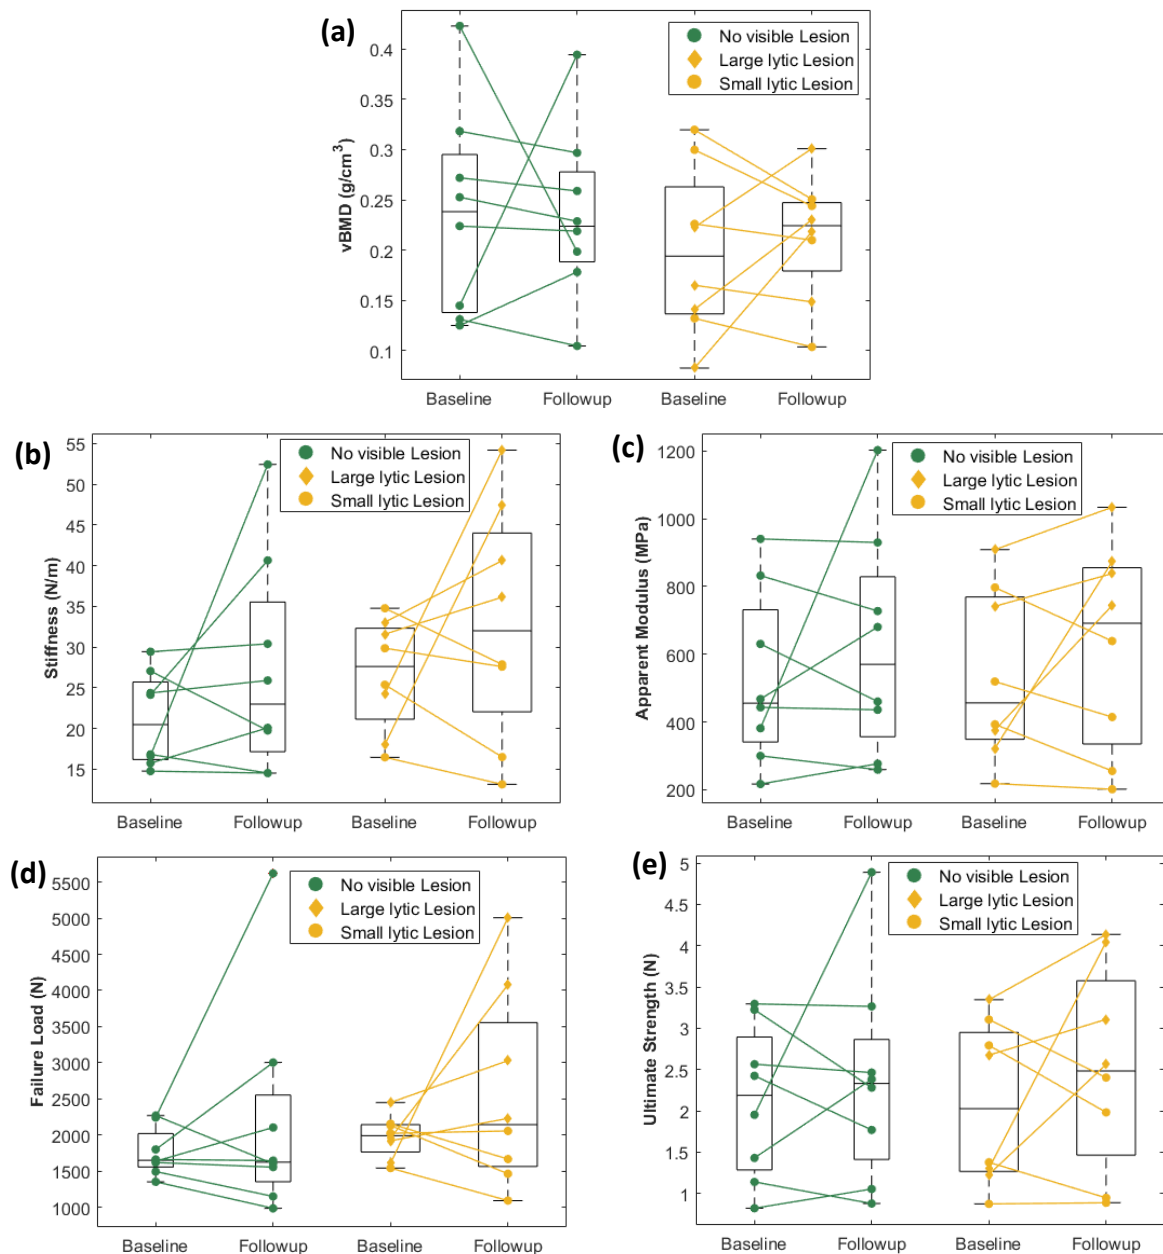 (a)
No visible Lesion
Large lytic Lesion
Small lytic Lesion
vBMD (g/cm³)
0.4
0.35
0.3
0.25
0.2
0.15
0.1
Baseline Followup Baseline Followup
(b)
No visible Lesion
Large lytic Lesion
Small lytic Lesion
Stiffness (N/m)
55
50
45
40
35
30
25
20
15
Baseline Followup Baseline Followup
(c)
No visible Lesion
Large lytic Lesion
Small lytic Lesion
Apparent Modulus (MPa)
1200
1000
800
600
400
200
Baseline Followup Baseline Followup
(d)
No visible Lesion
Large lytic Lesion
Small lytic Lesion
Failure Load (N)
5500
5000
4500
4000
3500
3000
2500
2000
1500
1000
Baseline Followup Baseline Followup
(e)
No visible Lesion
Large lytic Lesion
Small lytic Lesion
Ultimate Strength (N)
5
4.5
4
3.5
3
2.5
2
1.5
1
Baseline Followup Baseline Followup